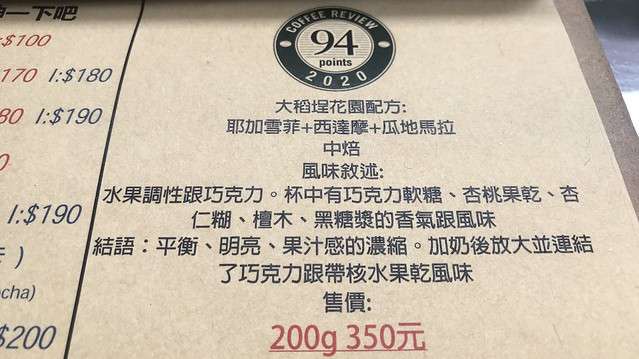 一下吧
$100
170 I:$180
80 I:$190
I:$190
)
cha)
$200
COFFEE REVIEW
94
points
2020
大稻埕花園配方:
耶加雪菲+西達摩+瓜地馬拉
中焙
風味敘述:
水果調性跟巧克力。杯中有巧克力軟糖、杏桃果乾、杏
仁糊、檀木、黑糖漿的香氣跟風味
結語：平衡、明亮、果汁感的濃縮。加奶後放大並連結
了巧克力跟帶核水果乾風味
售價:
200g 350元